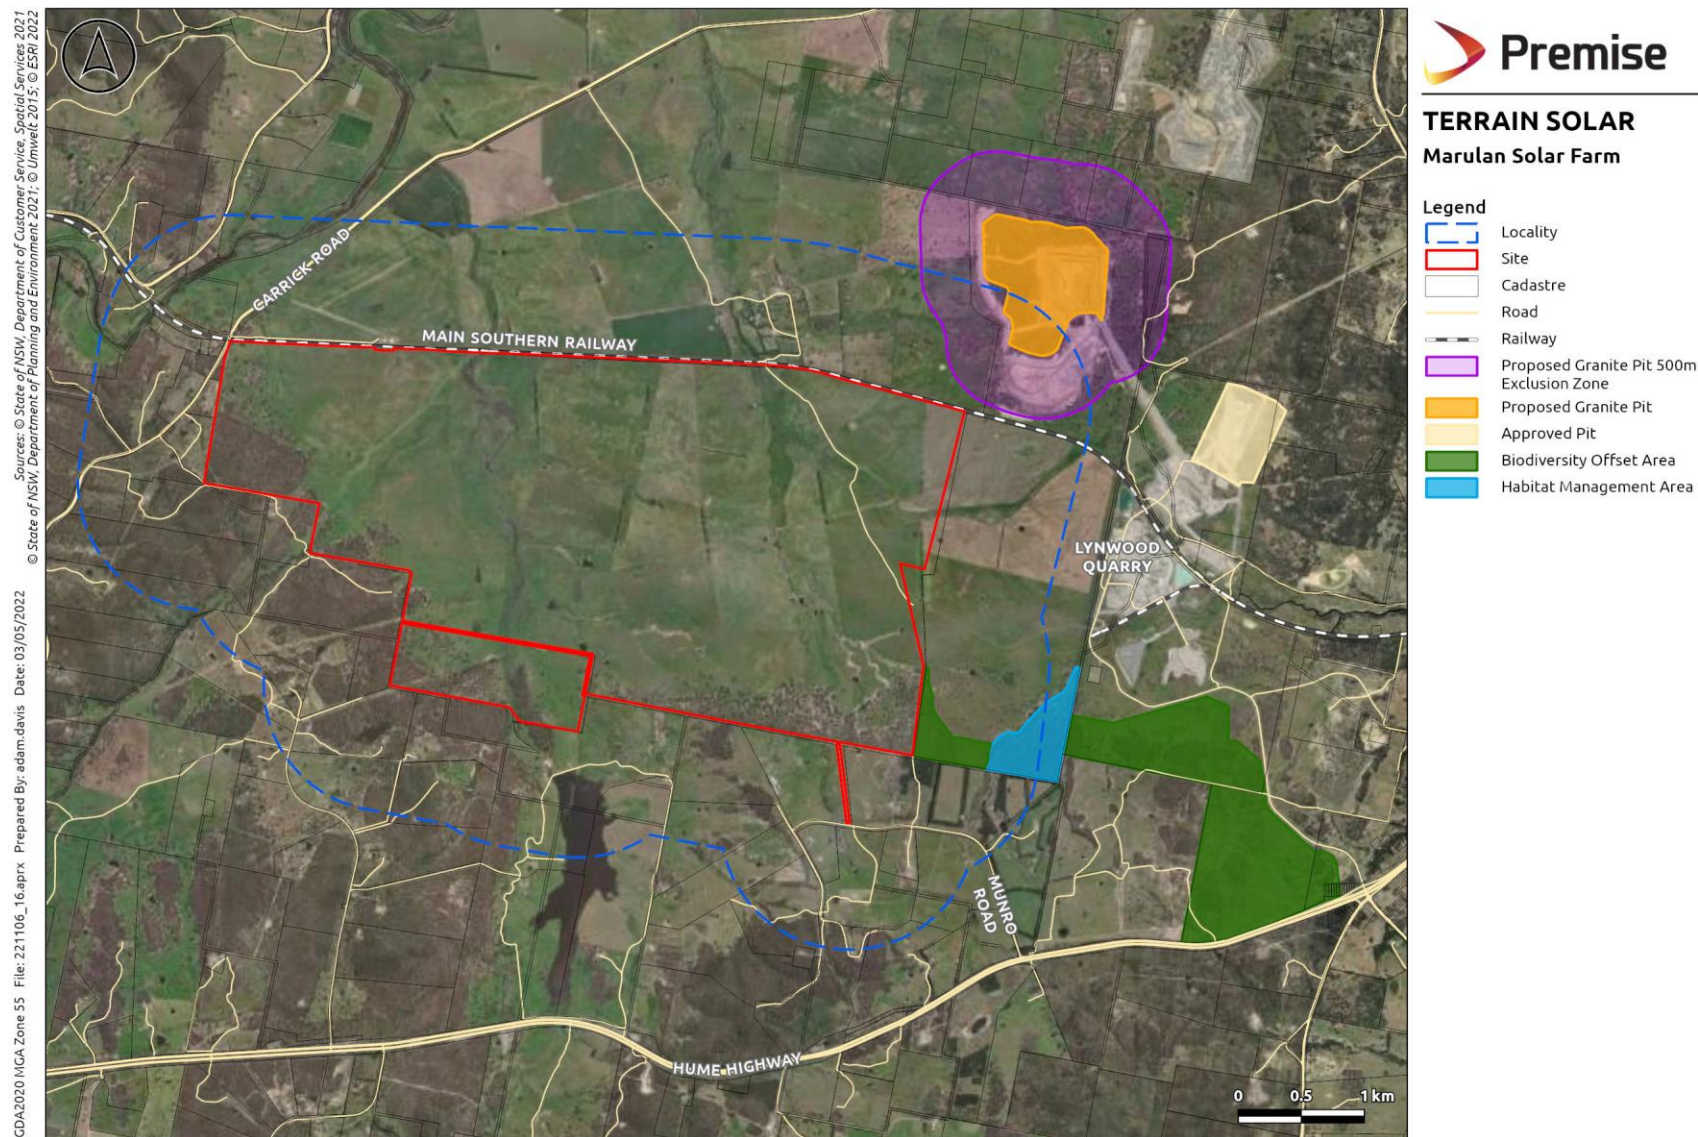 Sources: © State of NSW, Department of Customer Service, Spatial Services 2021
© State of NSW, Department of Planning and Environment 2021; © Umwelt 2015; © ESRI 2022
GDA2020 MGA Zone 55 File: 221106_16.aprx Prepared By: adam.davis Date: 03/05/2022
CARRICK ROAD
MAIN SOUTHERN RAILWAY
LYNWOOD
QUARRY
MUNRO
ROAD
HUME HIGHWAY
0 0.5 1 km
Premise
TERRAIN SOLAR
Marulan Solar Farm
Legend
Locality
Site
Cadastre
Road
Railway
Proposed Granite Pit 500m
Exclusion Zone
Proposed Granite Pit
Approved Pit
Biodiversity Offset Area
Habitat Management Area